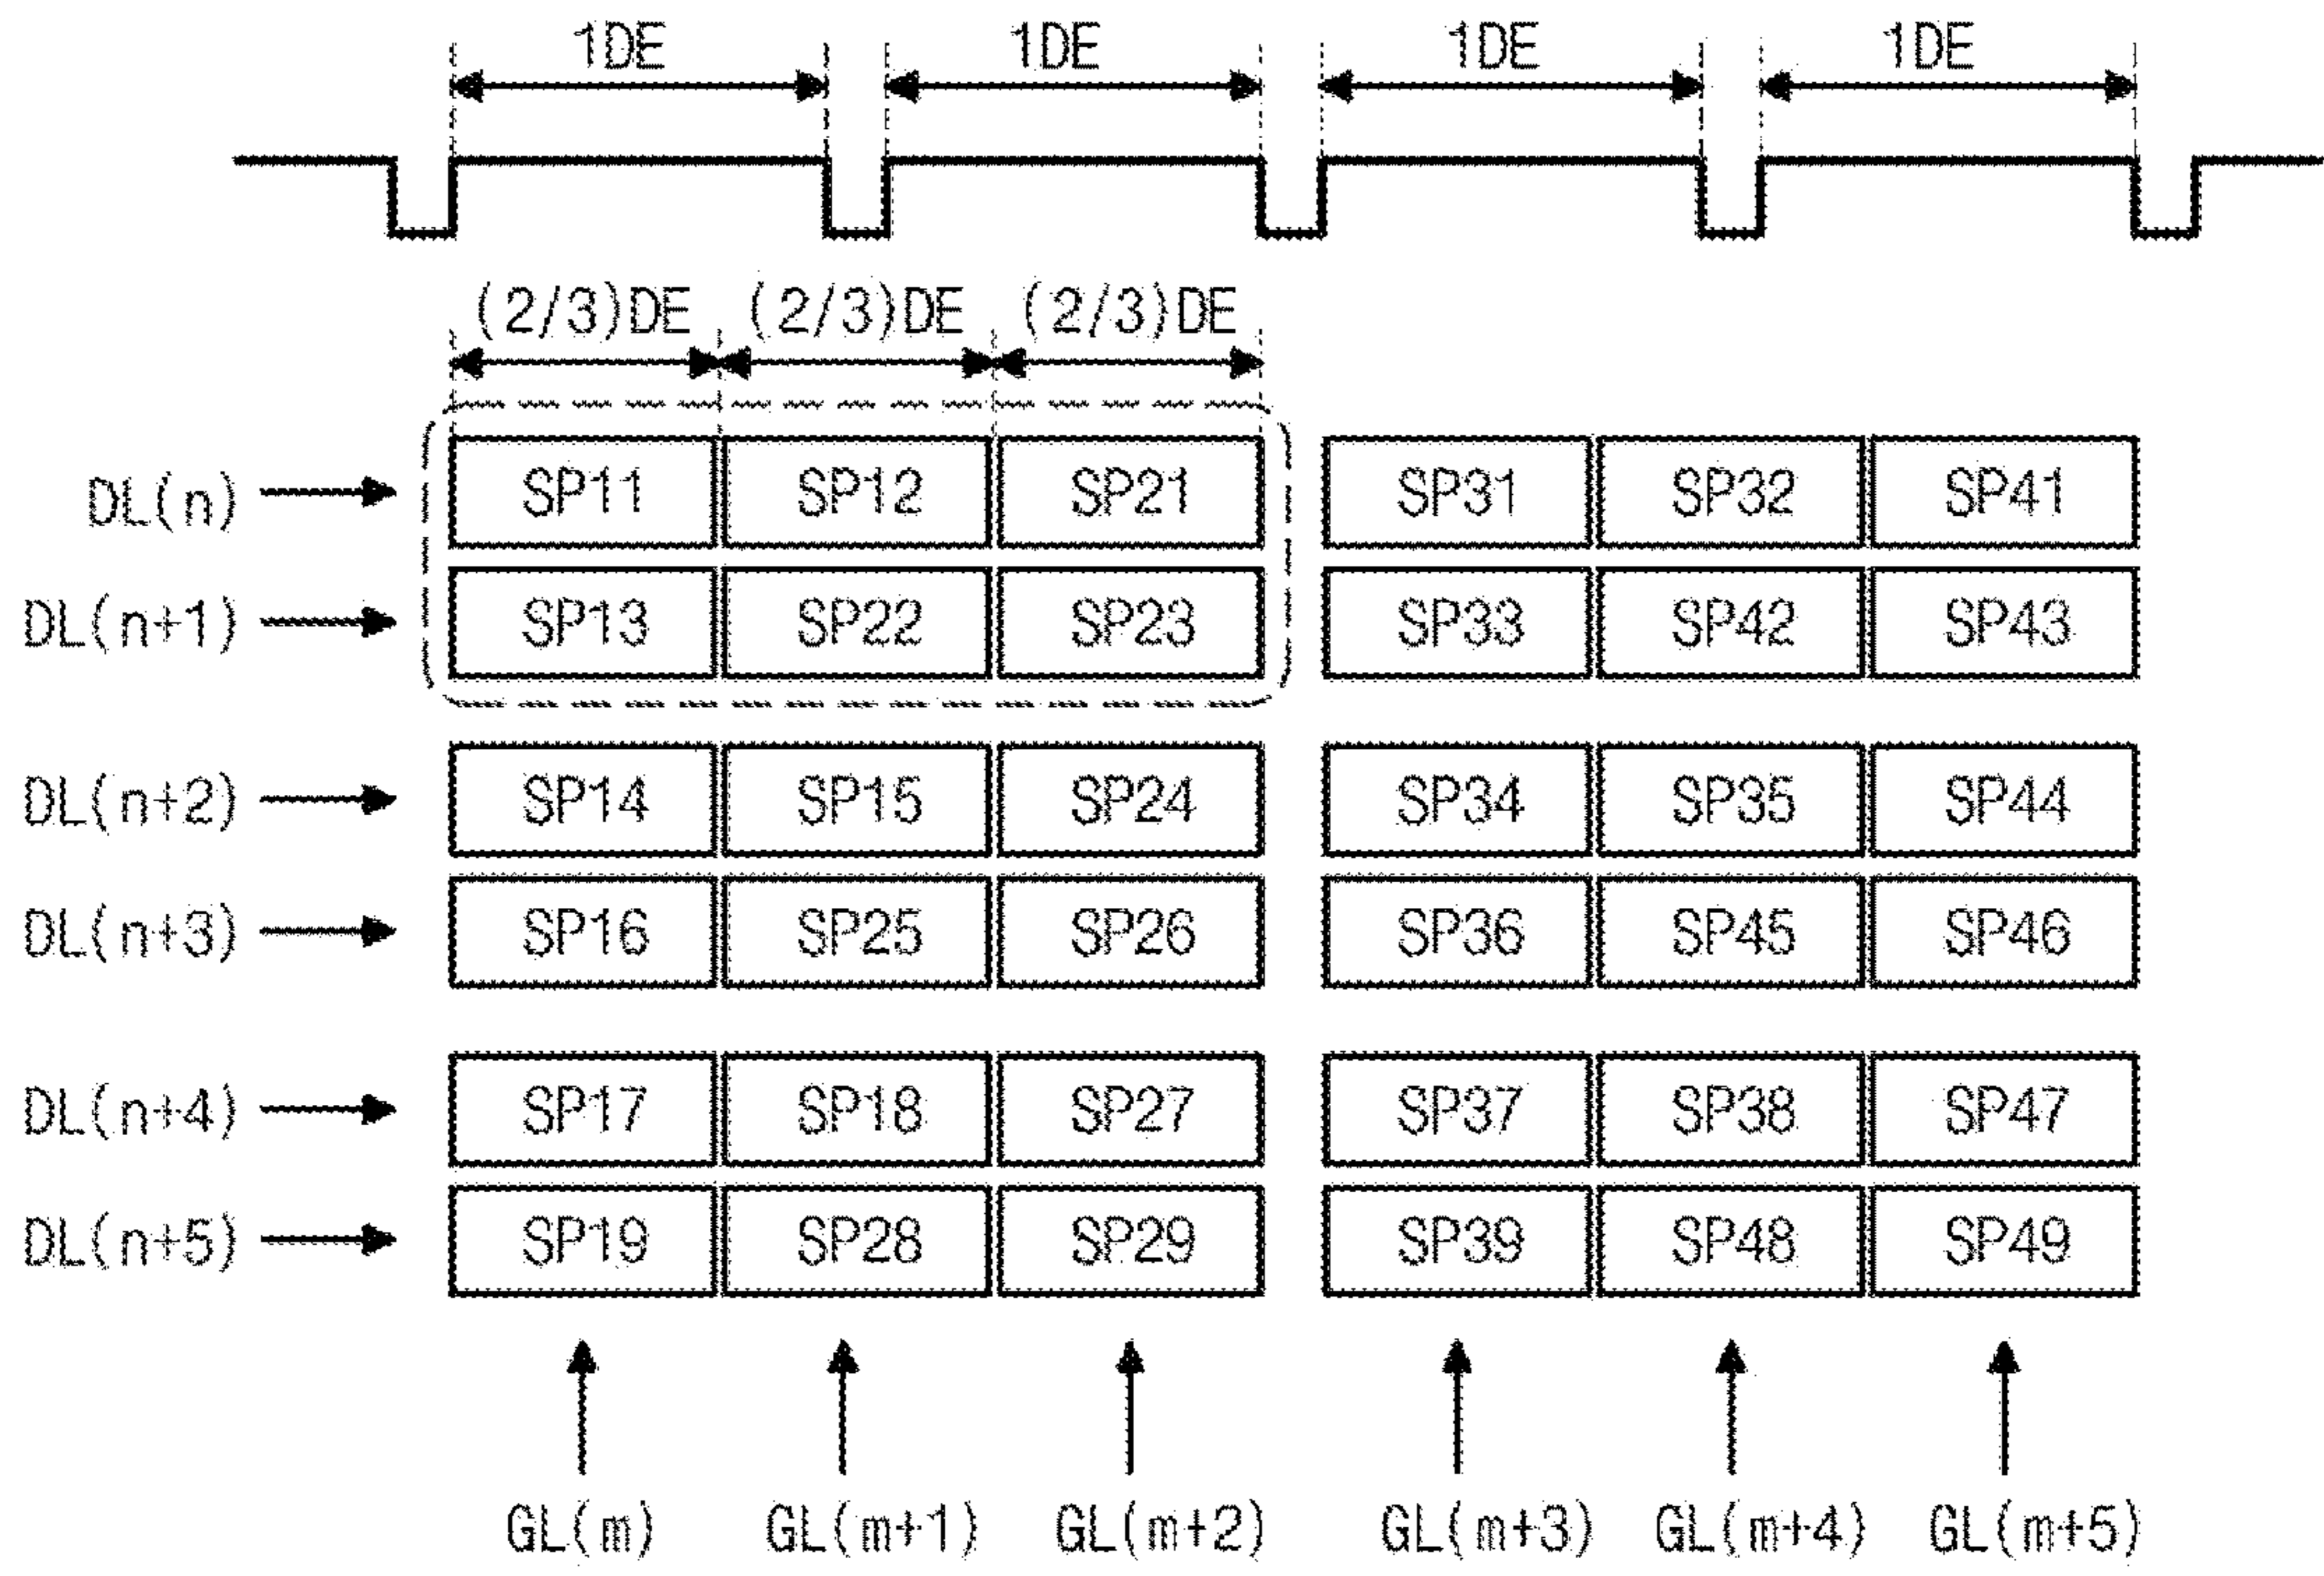 1DE 1DE 1DE 1DE
(2/3)DE (2/3)DE (2/3)DE
DL(n) SP11 SP12 SP21 SP31 SP32 SP41
DL(n+1) SP13 SP22 SP23 SP33 SP42 SP43
DL(n+2) SP14 SP15 SP24 SP34 SP35 SP44
DL(n+3) SP16 SP25 SP26 SP36 SP45 SP46
DL(n+4) SP17 SP18 SP27 SP37 SP38 SP47
DL(n+5) SP19 SP28 SP29 SP39 SP48 SP49
GL(m) GL(m+1) GL(m+2) GL(m+3) GL(m+4) GL(m+5)